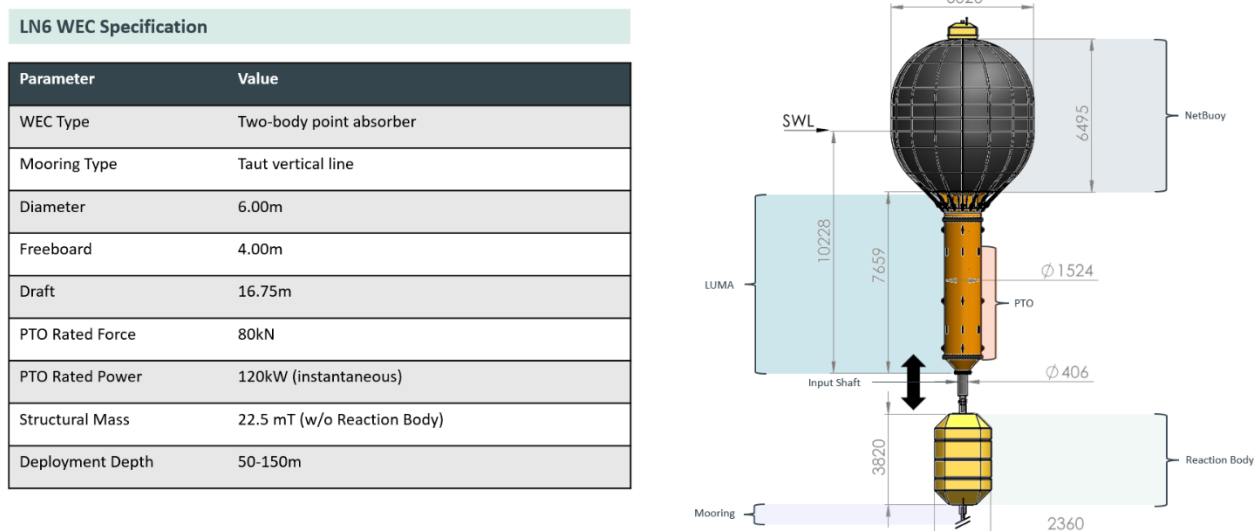 LN6 WEC Specification
Parameter Value
WEC Type Two-body point absorber
Mooring Type Taut vertical line
Diameter 6.00m
Freeboard 4.00m
Draft 16.75m
PTO Rated Force 80kN
PTO Rated Power 120kW (instantaneous)
Structural Mass 22.5 mT (w/o Reaction Body)
Deployment Depth 50-150m
SWL
6495
NetBuoy
10228
7659
LUMA
Ø1524
PTO
Input Shaft
Ø406
3820
Reaction Body
Mooring
2360